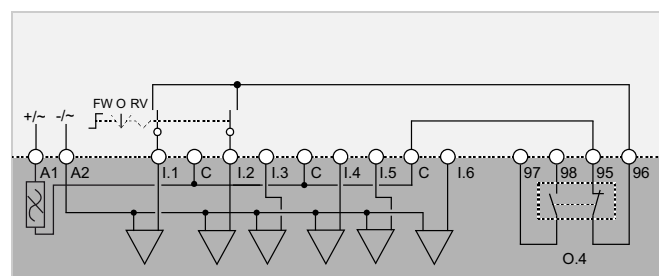 FW O RV
+/~ -/~
A1 A2 I.1 C I.2 I.3 C I.4 I.5 C I.6 97 98 95 96
O.4